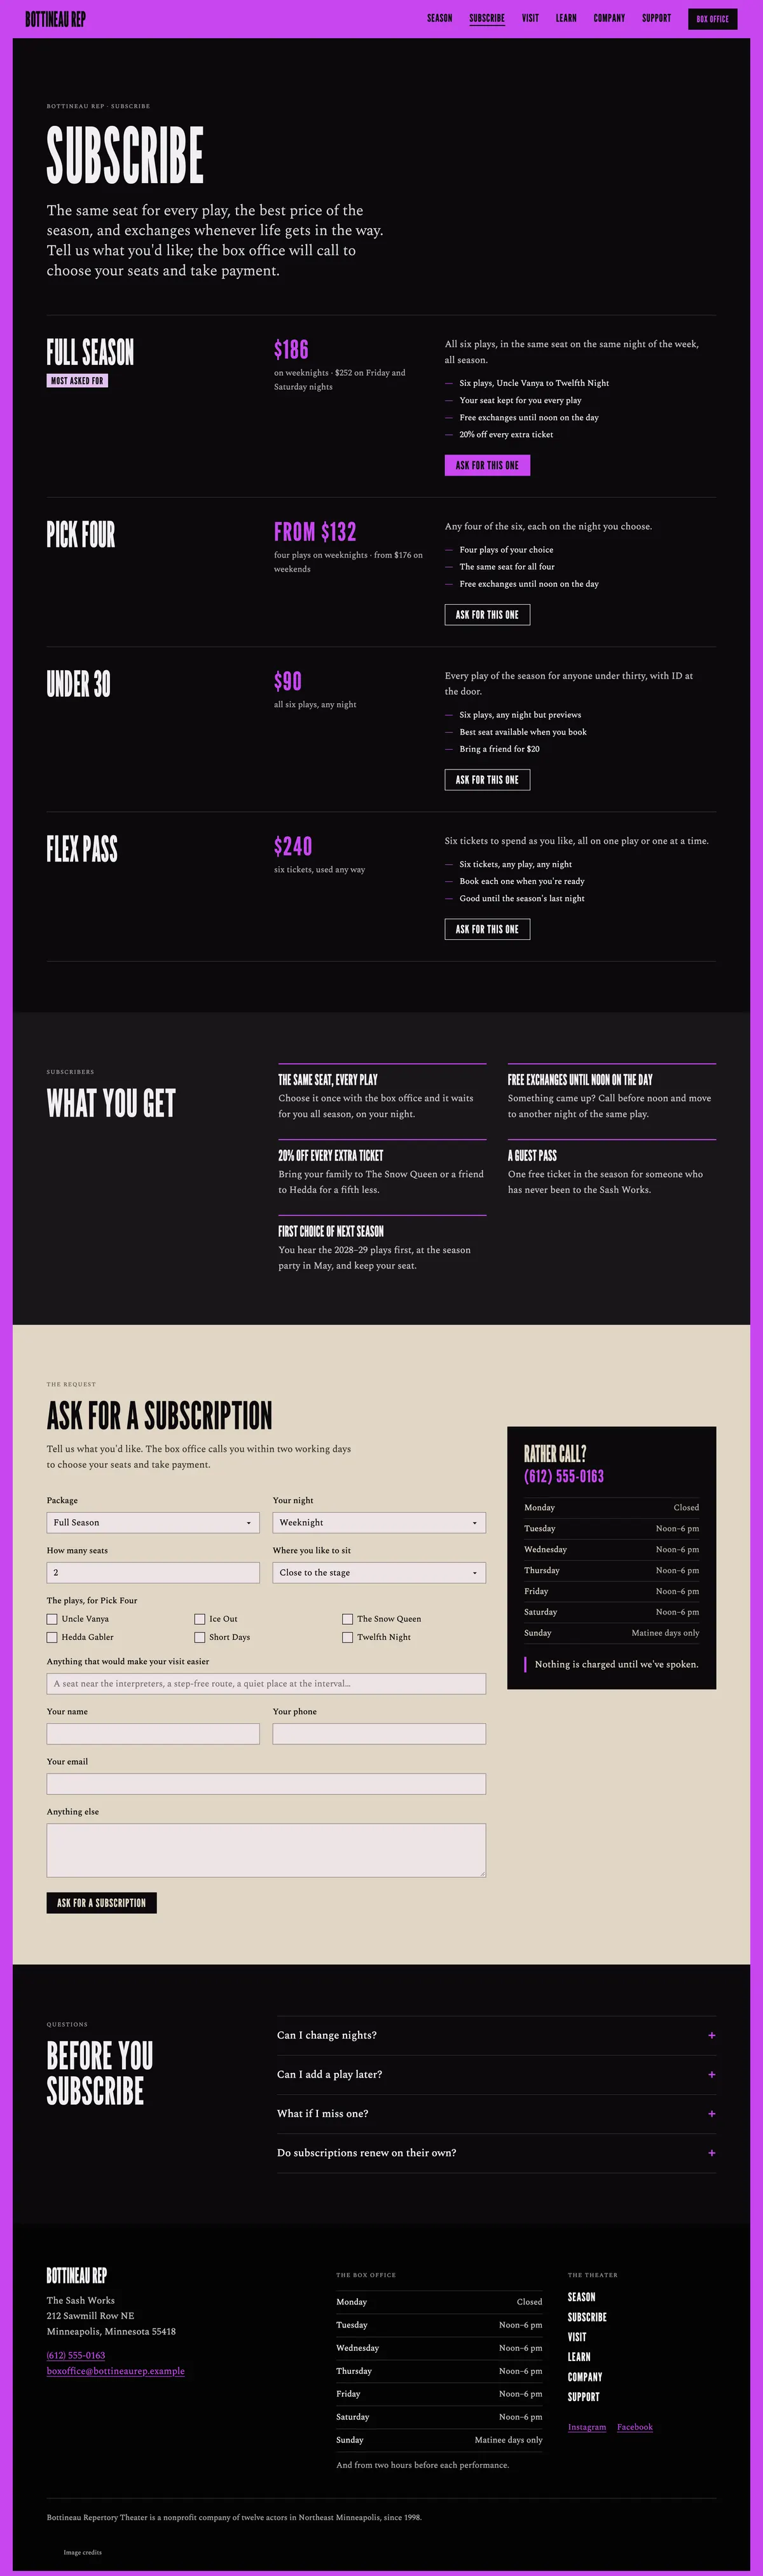 BOTTINEAU REP
SEASON SUBSCRIBE VISIT LEARN COMPANY SUPPORT BOX OFFICE
BOTTINEAU REP · SUBSCRIBE
SUBSCRIBE
The same seat for every play, the best price of the
season, and exchanges whenever life gets in the way.
Tell us what you'd like; the box office will call to
choose your seats and take payment.
FULL SEASON
MOST ASKED FOR
$186
on weeknights · $252 on Friday and
Saturday nights
All six plays, in the same seat on the same night of the week,
all season.
— Six plays, Uncle Vanya to Twelfth Night
— Your seat kept for you every play
— Free exchanges until noon on the day
— 20% off every extra ticket
ASK FOR THIS ONE
PICK FOUR
FROM $132
four plays on weeknights · from $176 on
weekends
Any four of the six, each on the night you choose.
— Four plays of your choice
— The same seat for all four
— Free exchanges until noon on the day
ASK FOR THIS ONE
UNDER 30
$90
all six plays, any night
Every play of the season for anyone under thirty, with ID at
the door.
— Six plays, any night but previews
— Best seat available when you book
— Bring a friend for $20
ASK FOR THIS ONE
FLEX PASS
$240
six tickets, used any way
Six tickets to spend as you like, all on one play or one at a time.
— Six tickets, any play, any night
— Book each one when you're ready
— Good until the season's last night
ASK FOR THIS ONE
SUBSCRIBERS
WHAT YOU GET
THE SAME SEAT, EVERY PLAY
Choose it once with the box office and it waits
for you all season, on your night.
FREE EXCHANGES UNTIL NOON ON THE DAY
Something came up? Call before noon and move
to another night of the same play.
20% OFF EVERY EXTRA TICKET
Bring your family to The Snow Queen or a friend
to Hedda for a fifth less.
A GUEST PASS
One free ticket in the season for someone who
has never been to the Sash Works.
FIRST CHOICE OF NEXT SEASON
You hear the 2028–29 plays first, at the season
party in May, and keep your seat.
THE REQUEST
ASK FOR A SUBSCRIPTION
Tell us what you'd like. The box office calls you within two working days
to choose your seats and take payment.
Package
Full Season
Your night
Weeknight
How many seats
2
Where you like to sit
Close to the stage
The plays, for Pick Four
Uncle Vanya Ice Out The Snow Queen
Hedda Gabler Short Days Twelfth Night
Anything that would make your visit easier
A seat near the interpreters, a step-free route, a quiet place at the interval...
Your name
Your phone
Your email
Anything else
ASK FOR A SUBSCRIPTION
RATHER CALL?
(612) 555-0163
Monday Closed
Tuesday Noon–6 pm
Wednesday Noon–6 pm
Thursday Noon–6 pm
Friday Noon–6 pm
Saturday Noon–6 pm
Sunday Matinee days only
Nothing is charged until we've spoken.
QUESTIONS
BEFORE YOU
SUBSCRIBE
Can I change nights? +
Can I add a play later? +
What if I miss one? +
Do subscriptions renew on their own? +
BOTTINEAU REP
The Sash Works
212 Sawmill Row NE
Minneapolis, Minnesota 55418
(612) 555-0163
boxoffice@bottineaurep.example
THE BOX OFFICE
Monday Closed
Tuesday Noon–6 pm
Wednesday Noon–6 pm
Thursday Noon–6 pm
Friday Noon–6 pm
Saturday Noon–6 pm
Sunday Matinee days only
And from two hours before each performance.
THE THEATER
SEASON
SUBSCRIBE
VISIT
LEARN
COMPANY
SUPPORT
Instagram Facebook
Bottineau Repertory Theater is a nonprofit company of twelve actors in Northeast Minneapolis, since 1998.
Image credits